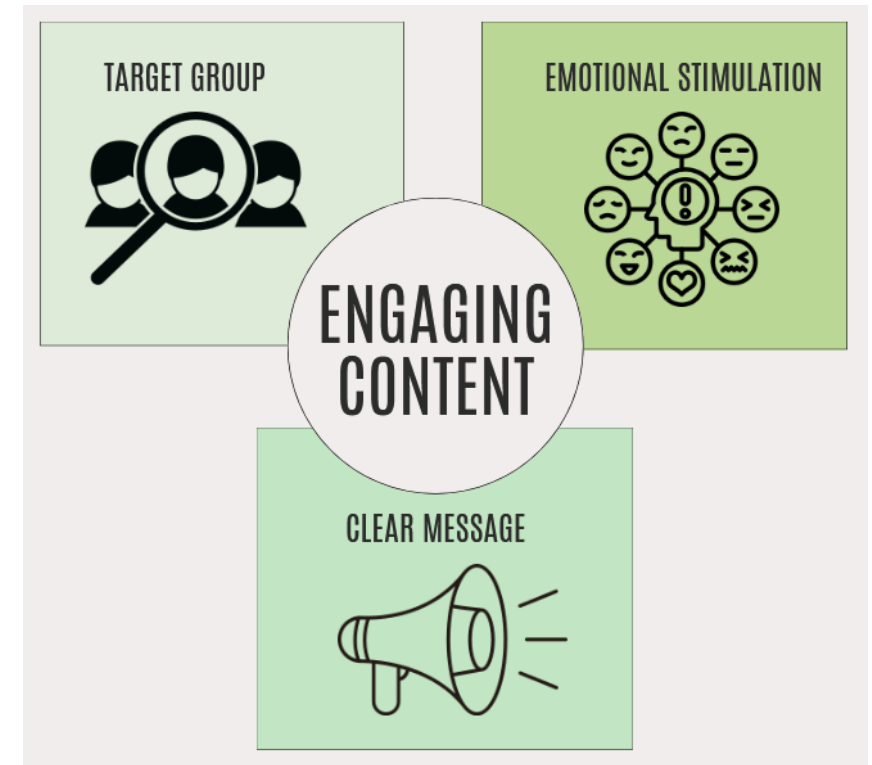 TARGET GROUP
EMOTIONAL STIMULATION
ENGAGING
CONTENT
CLEAR MESSAGE